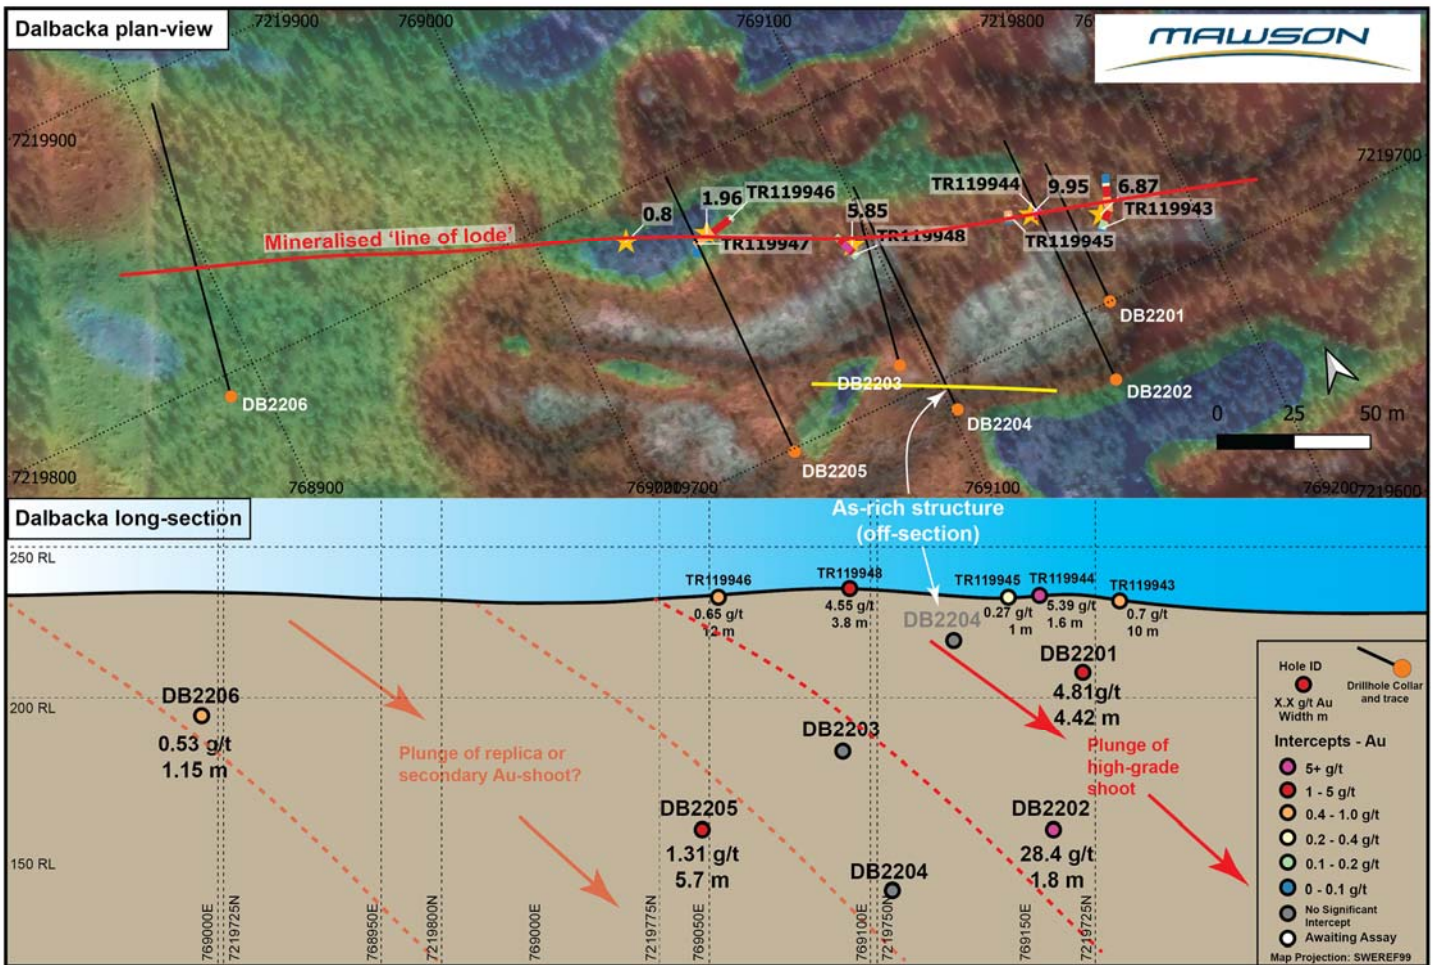 Dalbacka plan-view
7219900
769000
769100
7219800
76
MAWSON
7219900
7219700
TR119944
9.95
6.87
1.96
TR119946
0.8
5.85
TR119943
Mineralised 'line of lode'
TR119947
TR119948
TR119945
DB2201
DB2203
DB2202
DB2206
DB2204
0
25
50 m
DB2205
7219800
768900
7219700
769100
769200
7219600
Dalbacka long-section
As-rich structure
(off-section)
250 RL
TR119946
0.65 g/t
12 m
TR119948
4.55 g/t
3.8 m
TR119945
0.27 g/t
1 m
TR119944
5.39 g/t
1.6 m
TR119943
0.7 g/t
10 m
DB2204
DB2201
4.81g/t
4.42 m
DB2206
0.53 g/t
1.15 m
200 RL
DB2203
Plunge of replica or
secondary Au-shoot?
Plunge of
high-grade
shoot
DB2205
1.31 g/t
5.7 m
DB2202
28.4 g/t
1.8 m
DB2204
150 RL
769000E
7219725N
768950E
7219800N
769000E
7219775N
769050E
769100E
7219750N
769150E
7219725N
Hole ID
X.X g/t Au
Width m
Drillhole Collar
and trace
Intercepts - Au
5+ g/t
1 - 5 g/t
0.4 - 1.0 g/t
0.2 - 0.4 g/t
0.1 - 0.2 g/t
0 - 0.1 g/t
No Significant
Intercept
Awaiting Assay
Map Projection: SWEREF99